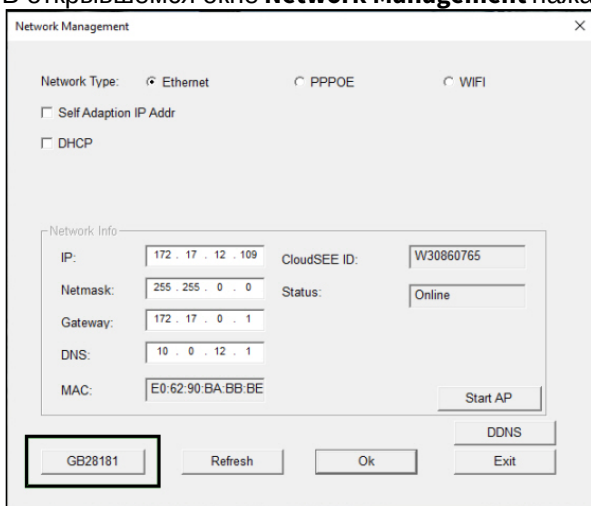 В открывшемся окне Network Management нажа
Network Management
Network Type: Ethernet PPPOE WIFI
Self Adaption IP Addr
DHCP
Network Info
IP: 172 . 17 . 12 . 109 CloudSEE ID: W30860765
Netmask: 255 . 255 . 0 . 0 Status: Online
Gateway: 172 . 17 . 0 . 1
DNS: 10 . 0 . 12 . 1
MAC: E0:62:90:BA:BB:BE Start AP
DDNS
GB28181 Refresh Ok Exit